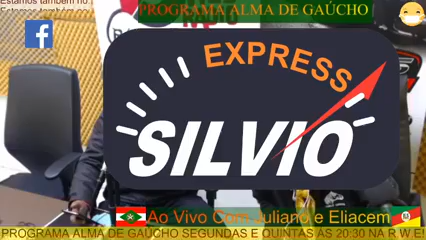 Estamos também no
PROGRAMA ALMA DE GAÚCHO
EXPRESS
SILVIO
Ao Vivo Com Juliano e Eliacem
PROGRAMA ALMA DE GAÚCHO SEGUNDAS E QUINTAS AS 20:30 NA R.W.E!